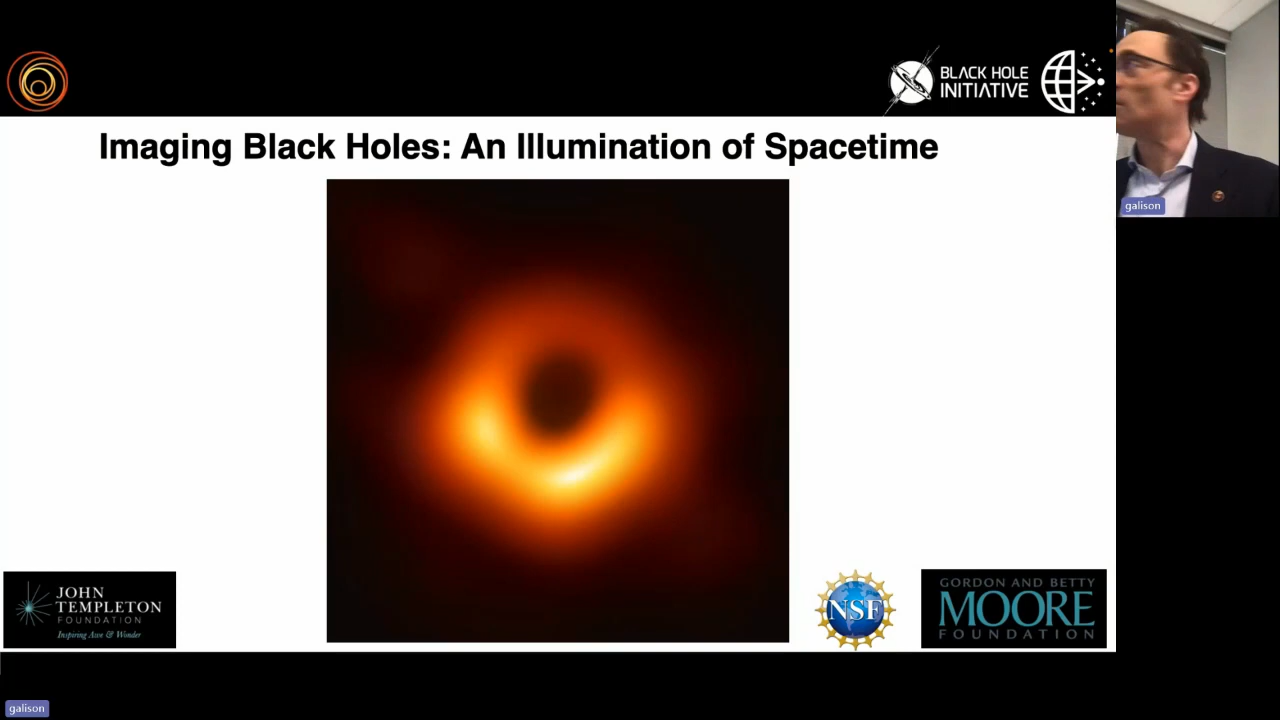 BLACK HOLE
INITIATIVE
Imaging Black Holes: An Illumination of Spacetime
galison
JOHN
TEMPLETON
FOUNDATION
Inspiring Awe & Wonder
NSF
GORDON AND BETTY
MOORE
FOUNDATION
galison